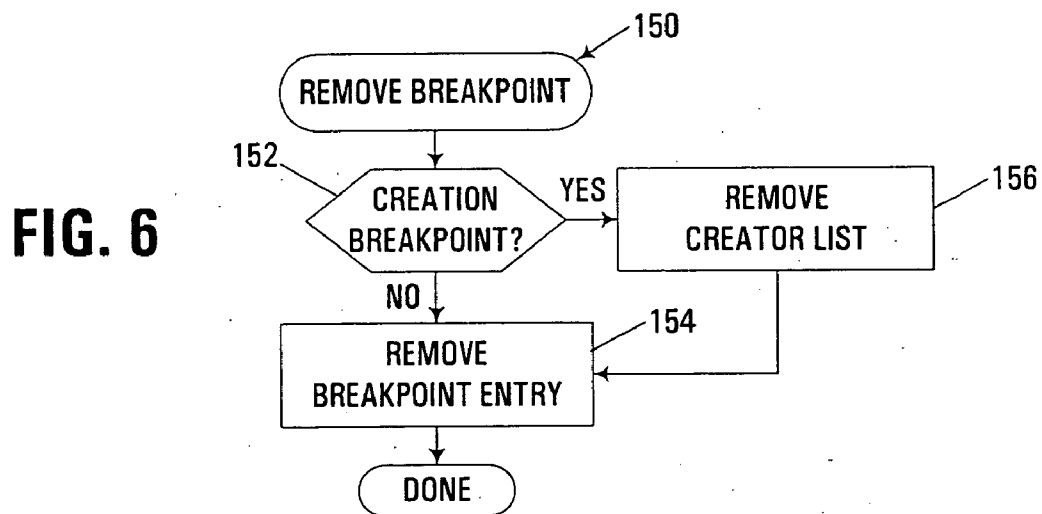 150
REMOVE BREAKPOINT
152
CREATION
BREAKPOINT?
YES
REMOVE
CREATOR LIST
156
FIG. 6
NO
154
REMOVE
BREAKPOINT ENTRY
DONE